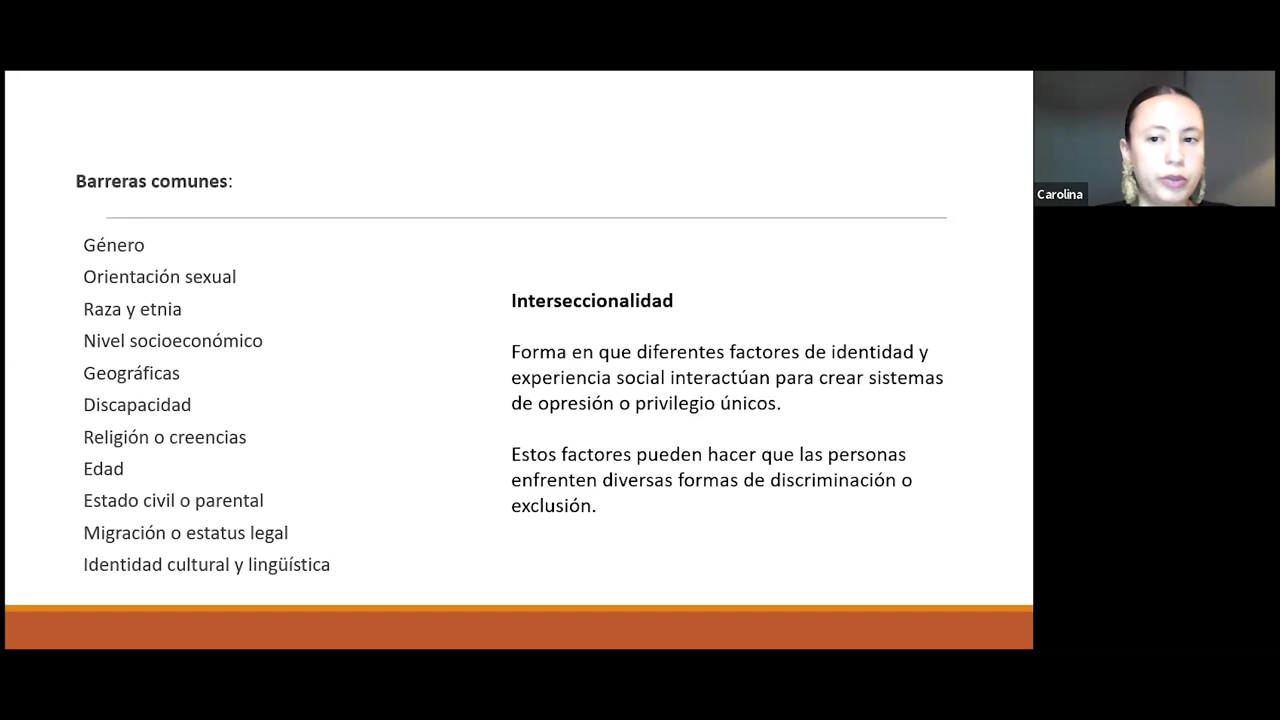 Barreras comunes:
Género
Orientación sexual
Raza y etnia
Nivel socioeconómico
Geográficas
Discapacidad
Religión o creencias
Edad
Estado civil o parental
Migración o estatus legal
Identidad cultural y lingüística
Interseccionalidad
Forma en que diferentes factores de identidad y
experiencia social interactúan para crear sistemas
de opresión o privilegio únicos.
Estos factores pueden hacer que las personas
enfrenten diversas formas de discriminación o
exclusión.
Carolina